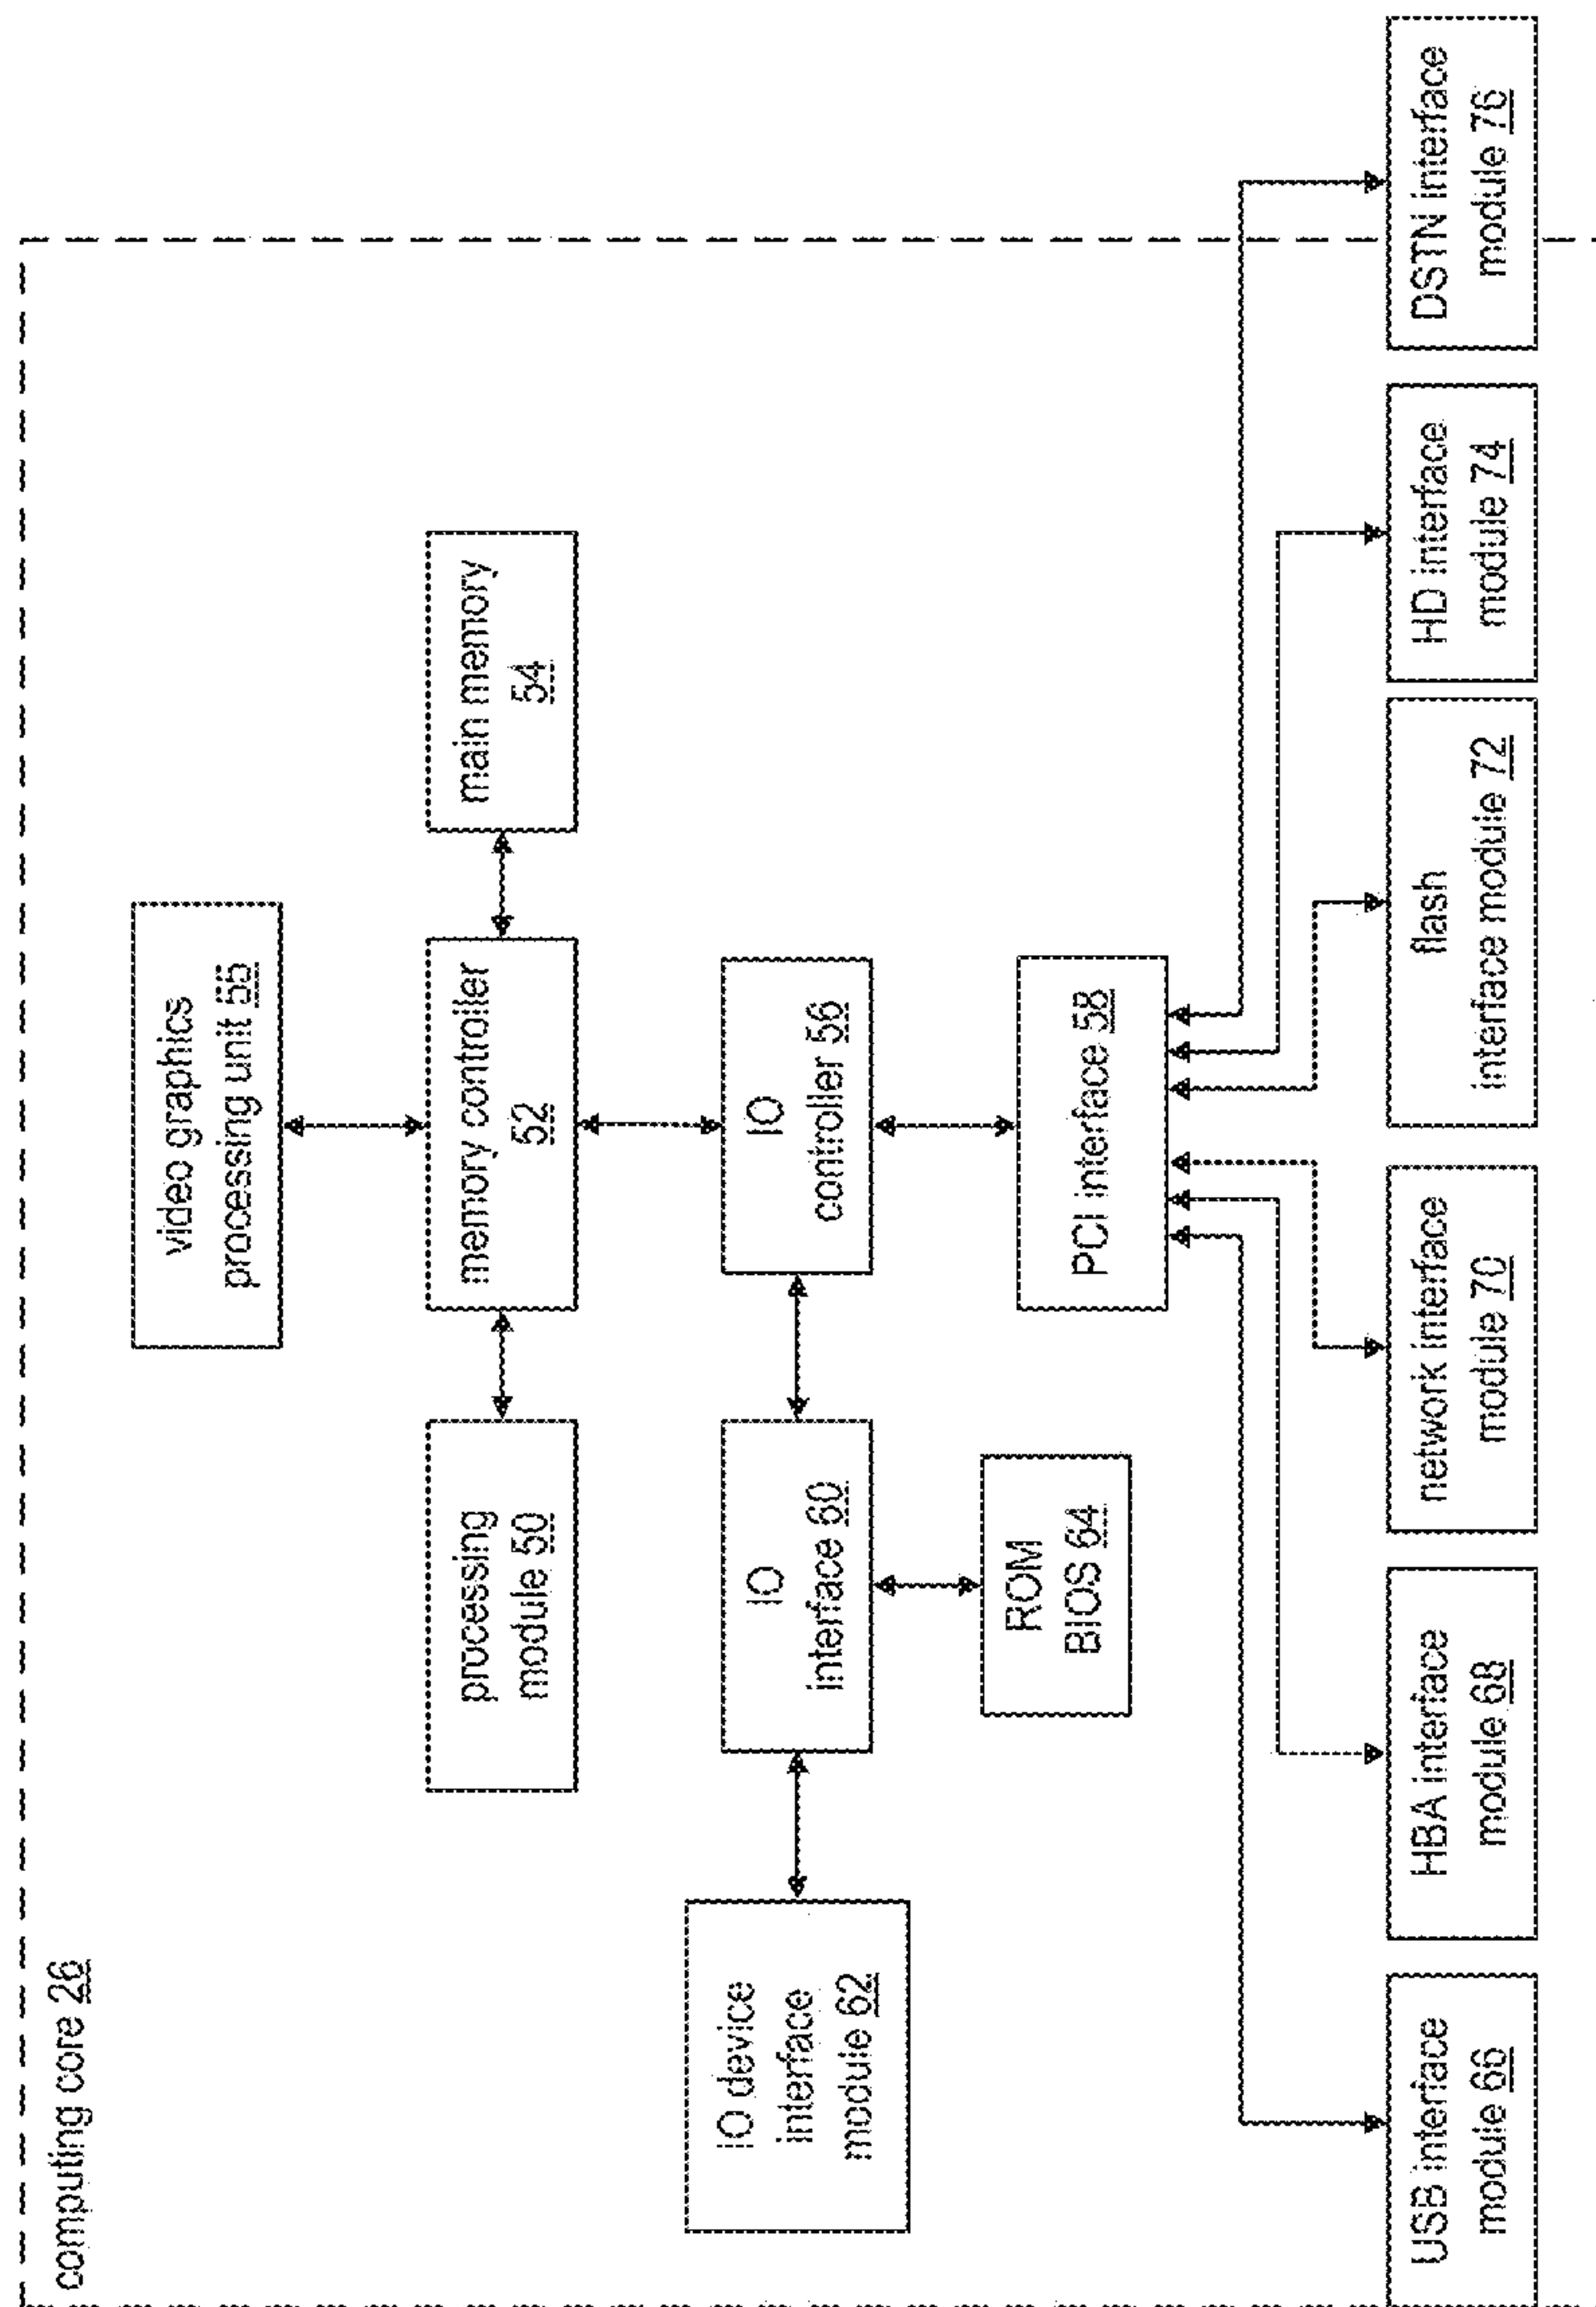 computing core 26
video graphics
processing unit 55
processing
module 50
memory controller
52
main memory
54
IO device
interface
module 62
IO
interface 60
IO
controller 56
ROM
BIOS 64
PCI interface 58
USB interface
module 66
HBA interface
module 68
network interface
module 70
flash
interface module 72
HD interface
module 74
DSTN interface
module 76